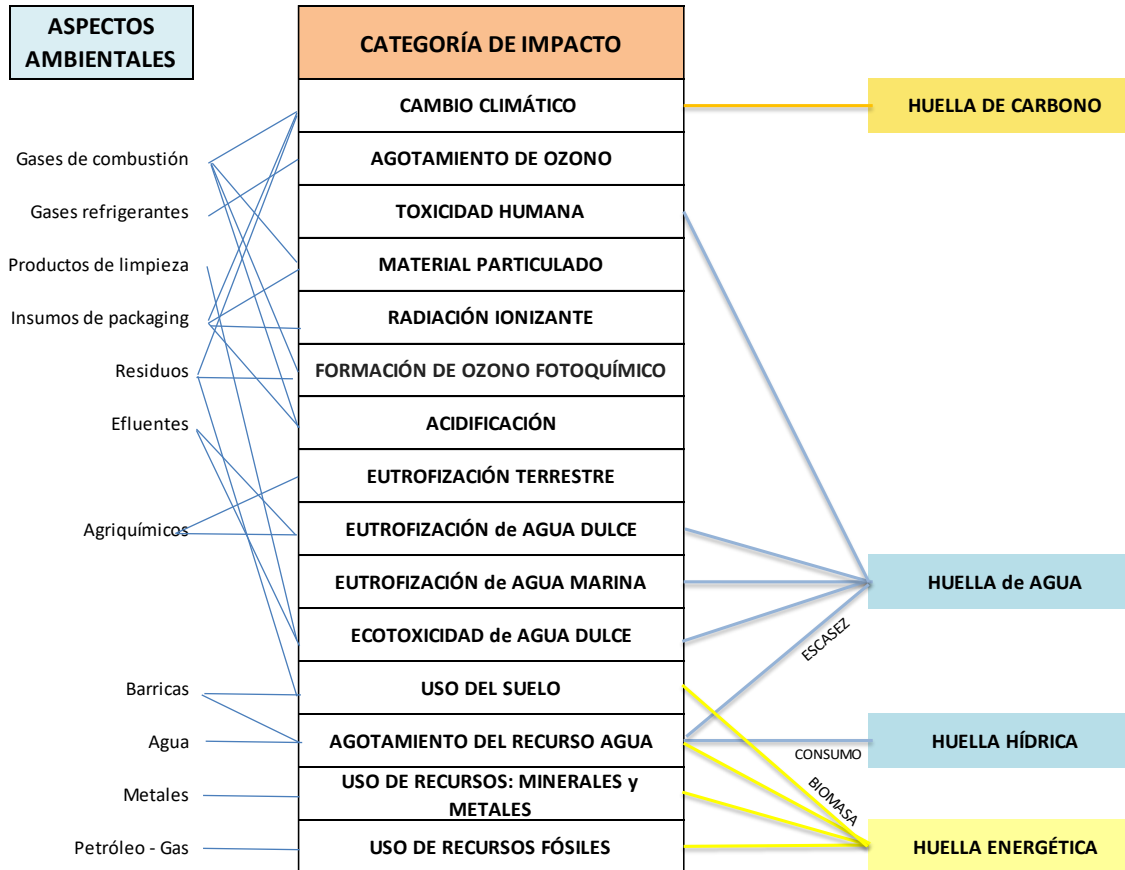 ASPECTOS
AMBIENTALES
CATEGORÍA DE IMPACTO
CAMBIO CLIMÁTICO
HUELLA DE CARBONO
Gases de combustión
AGOTAMIENTO DE OZONO
Gases refrigerantes
TOXICIDAD HUMANA
Productos de limpieza
MATERIAL PARTICULADO
Insumos de packaging
RADIACIÓN IONIZANTE
Residuos
FORMACIÓN DE OZONO FOTOQUÍMICO
Efluentes
ACIDIFICACIÓN
EUTROFIZACIÓN TERRESTRE
Agriquímicos
EUTROFIZACIÓN de AGUA DULCE
EUTROFIZACIÓN de AGUA MARINA
HUELLA de AGUA
ECOTOXICIDAD de AGUA DULCE
ESCASEZ
Barricas
USO DEL SUELO
Agua
AGOTAMIENTO DEL RECURSO AGUA
CONSUMO
HUELLA HÍDRICA
Metales
USO DE RECURSOS: MINERALES y
METALES
BIOMASA
Petróleo - Gas
USO DE RECURSOS FÓSILES
HUELLA ENERGÉTICA